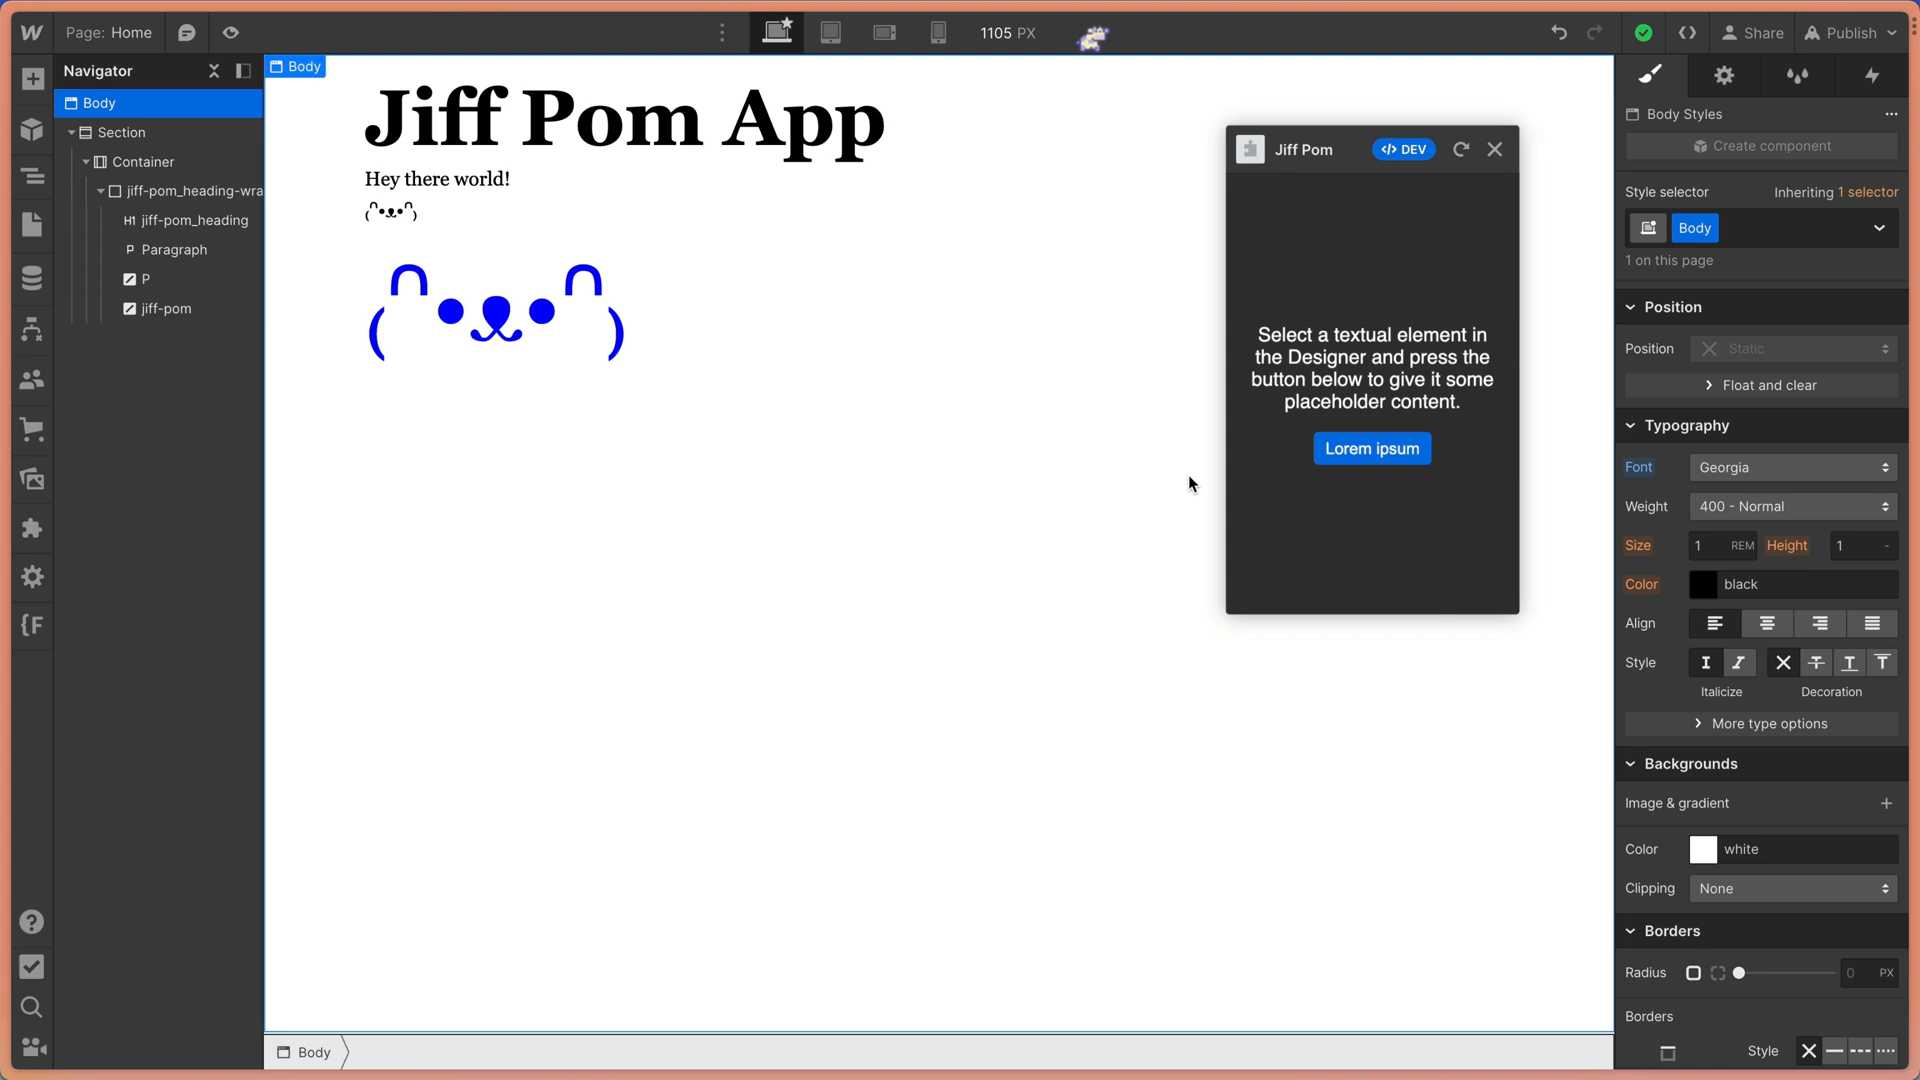 Page: Home
1105 PX
Share
Publish
Navigator
Body
Section
Container
jiff-pom_heading-wra
H1 jiff-pom_heading
P Paragraph
P
jiff-pom
{F
Body
Jiff Pom App
Hey there world!
Jiff Pom
</> DEV
Select a textual element in
the Designer and press the
button below to give it some
placeholder content.
Lorem ipsum
Body
Body Styles
Create component
Style selector
Inheriting 1 selector
Body
1 on this page
Position
Position Static
Float and clear
Typography
Font Georgia
Weight 400 - Normal
Size 1 REM Height 1 -
Color black
Align
Style
Italicize Decoration
More type options
Backgrounds
Image & gradient
Color white
Clipping None
Borders
Radius 0 PX
Borders
Style